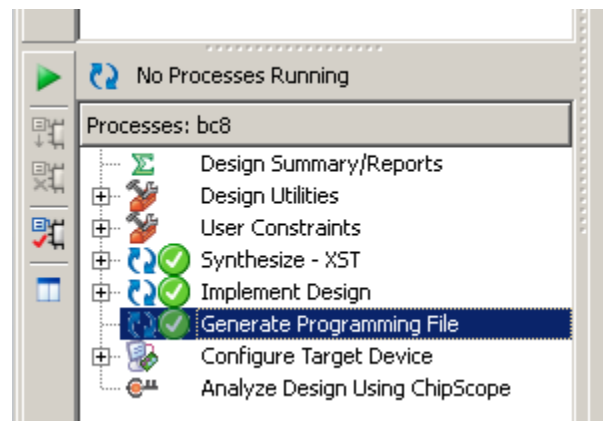 No Processes Running
Processes: bc8
Design Summary/Reports
Design Utilities
User Constraints
Synthesize - XST
Implement Design
Generate Programming File
Configure Target Device
Analyze Design Using ChipScope